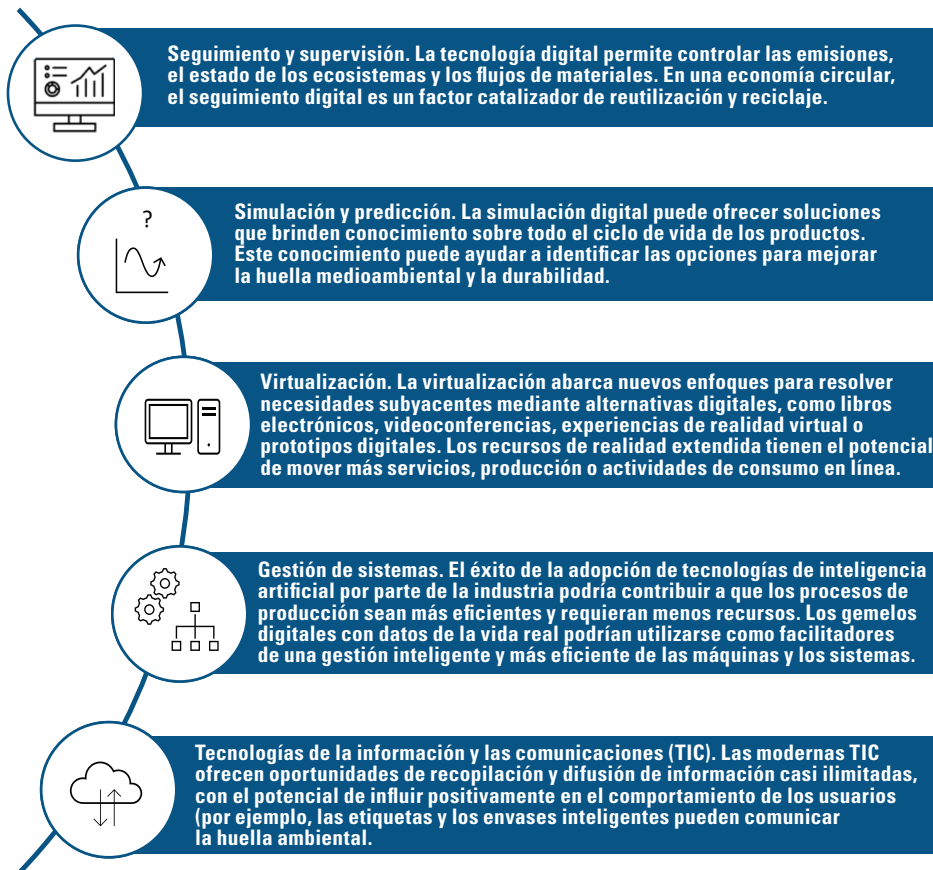 Seguimiento y supervisión. La tecnología digital permite controlar las emisiones,
el estado de los ecosistemas y los flujos de materiales. En una economía circular,
el seguimiento digital es un factor catalizador de reutilización y reciclaje.
?
Simulación y predicción. La simulación digital puede ofrecer soluciones
que brinden conocimiento sobre todo el ciclo de vida de los productos.
Este conocimiento puede ayudar a identificar las opciones para mejorar
la huella medioambiental y la durabilidad.
Virtualización. La virtualización abarca nuevos enfoques para resolver
necesidades subyacentes mediante alternativas digitales, como libros
electrónicos, videoconferencias, experiencias de realidad virtual o
prototipos digitales. Los recursos de realidad extendida tienen el potencial
de mover más servicios, producción o actividades de consumo en línea.
Gestión de sistemas. El éxito de la adopción de tecnologías de inteligencia
artificial por parte de la industria podría contribuir a que los procesos de
producción sean más eficientes y requieran menos recursos. Los gemelos
digitales con datos de la vida real podrían utilizarse como facilitadores
de una gestión inteligente y más eficiente de las máquinas y los sistemas.
Tecnologías de la información y las comunicaciones (TIC). Las modernas TIC
ofrecen oportunidades de recopilación y difusión de información casi ilimitadas,
con el potencial de influir positivamente en el comportamiento de los usuarios
(por ejemplo, las etiquetas y los envases inteligentes pueden comunicar
la huella ambiental.